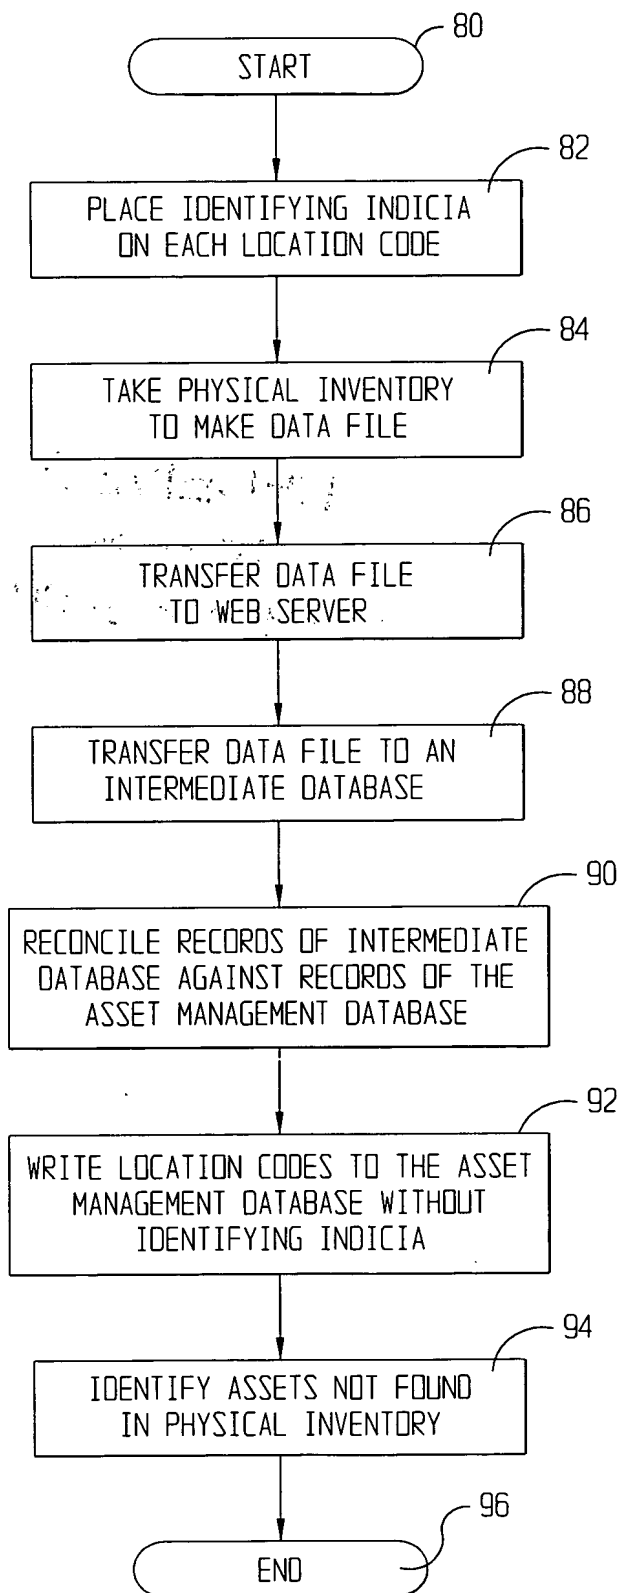 80
START
82
PLACE IDENTIFYING INDICIA
ON EACH LOCATION CODE
84
TAKE PHYSICAL INVENTORY
TO MAKE DATA FILE
86
TRANSFER DATA FILE
TO WEB SERVER
88
TRANSFER DATA FILE TO AN
INTERMEDIATE DATABASE
90
RECONCILE RECORDS OF INTERMEDIATE
DATABASE AGAINST RECORDS OF THE
ASSET MANAGEMENT DATABASE
92
WRITE LOCATION CODES TO THE ASSET
MANAGEMENT DATABASE WITHOUT
IDENTIFYING INDICIA
94
IDENTIFY ASSETS NOT FOUND
IN PHYSICAL INVENTORY
96
END